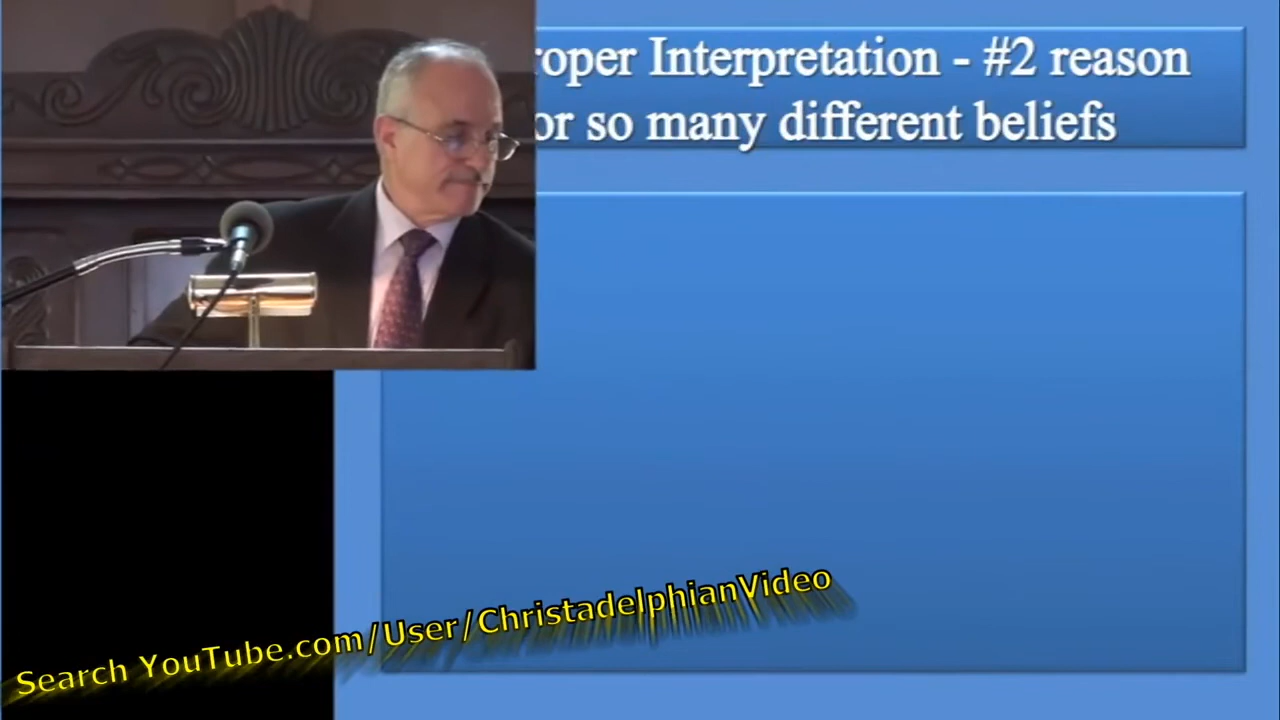 roper Interpretation - #2 reason
or so many different beliefs
Search YouTube.com/User/ChristadelphianVideo